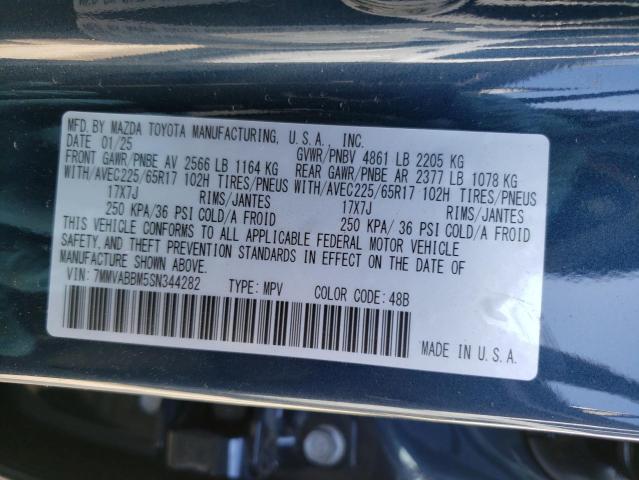 MFD. BY MAZDA TOYOTA MANUFACTURING, U.S.A., INC.
DATE 01/25 GVWR/PNBV 4861 LB 2205 KG
FRONT GAWR/PNBE AV 2566 LB 1164 KG REAR GAWR/PNBE AR 2377 LB 1078 KG
WITH/AVEC225/65R17 102H TIRES/PNEUS WITH/AVEC225/65R17 102H TIRES/PNEUS
17X7J RIMS/JANTES 17X7J RIMS/JANTES
250 KPA/36 PSI COLD/A FROID 250 KPA/ 36 PSI COLD/A FROID
THIS VEHICLE CONFORMS TO ALL APPLICABLE FEDERAL MOTOR VEHICLE
SAFETY, AND THEFT PREVENTION STANDARDS IN EFFECT ON THE DATE OF
MANUFACTURE SHOWN ABOVE.
VIN: 7MMVABBM5SN344282 TYPE: MPV COLOR CODE: 48B
MADE IN U.S.A.